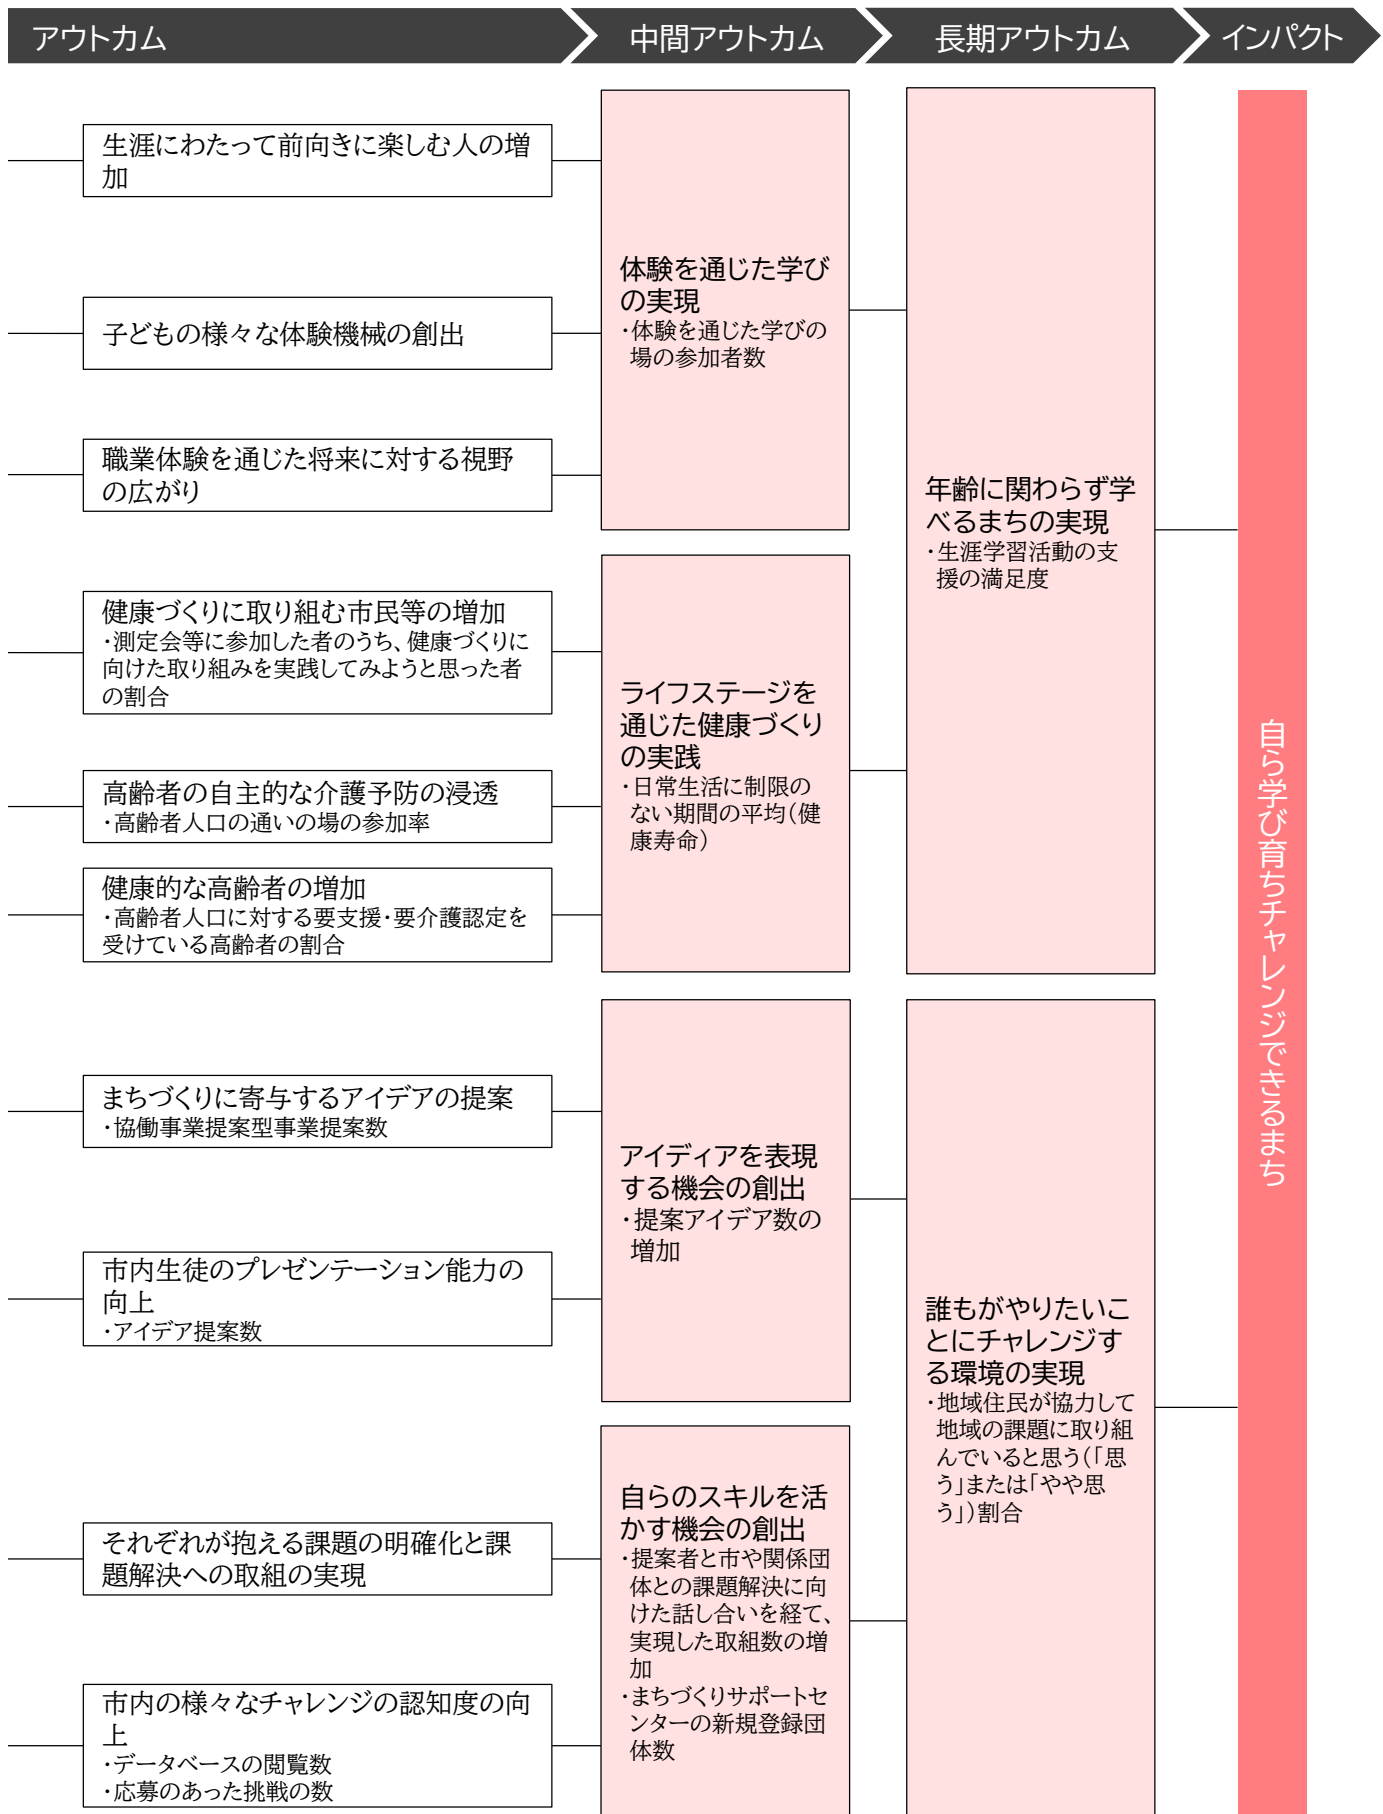 アウトカム
中間アウトカム
長期アウトカム
インパクト
生涯にわたって前向きに楽しむ人の増
加
子どもの様々な体験機械の創出
職業体験を通じた将来に対する視野
の広がり
健康づくりに取り組む市民等の増加
・測定会等に参加した者のうち、健康づくりに
向けた取り組みを実践してみようと思った者
の割合
高齢者の自主的な介護予防の浸透
・高齢者人口の通いの場の参加率
健康的な高齢者の増加
・高齢者人口に対する要支援・要介護認定を
受けている高齢者の割合
まちづくりに寄与するアイデアの提案
・協働事業提案型事業提案数
市内生徒のプレゼンテーション能力の
向上
・アイデア提案数
それぞれが抱える課題の明確化と課
題解決への取組の実現
市内の様々なチャレンジの認知度の向
上
・データベースの閲覧数
・応募のあった挑戦の数
体験を通じた学び
の実現
・体験を通じた学びの
場の参加者数
ライフステージを
通じた健康づくり
の実践
・日常生活に制限の
ない期間の平均(健
康寿命)
アイディアを表現
する機会の創出
・提案アイデア数の
増加
自らのスキルを活
かす機会の創出
・提案者と市や関係団
体との課題解決に向
けた話し合いを経て、
実現した取組数の増
加
・まちづくりサポートセ
ンターの新規登録団
体数
年齢に関わらず学
べるまちの実現
・生涯学習活動の支
援の満足度
誰もがやりたいこ
とにチャレンジす
る環境の実現
・地域住民が協力して
地域の課題に取り組
んでいると思う(「思
う」または「やや思
う」)割合
自ら学び育ちチャレンジできるまち